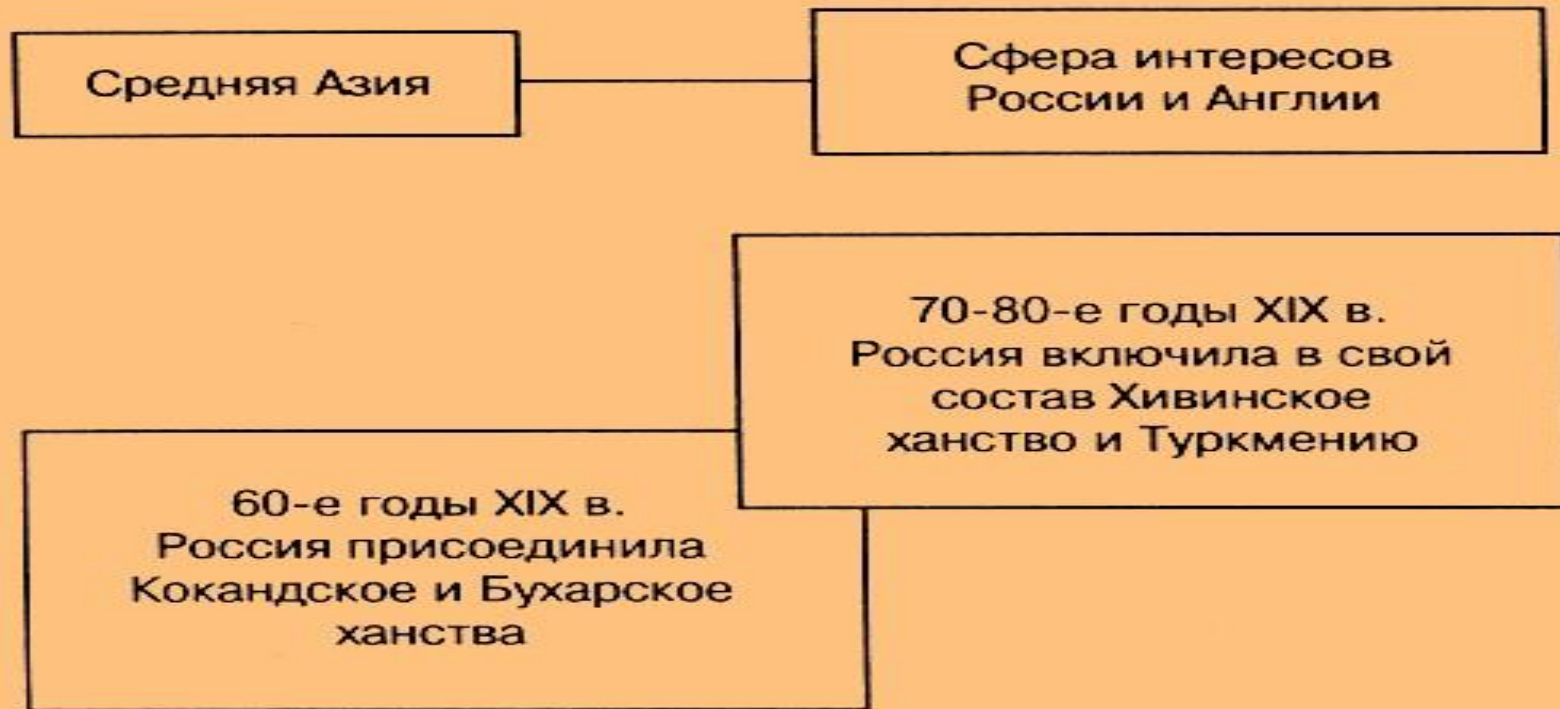 Средняя Азия
Сфера интересов
России и Англии
70-80-е годы XIX в.
Россия включила в свой
состав Хивинское
ханство и Туркмению
60-е годы XIX в.
Россия присоединила
Кокандское и Бухарское
ханства